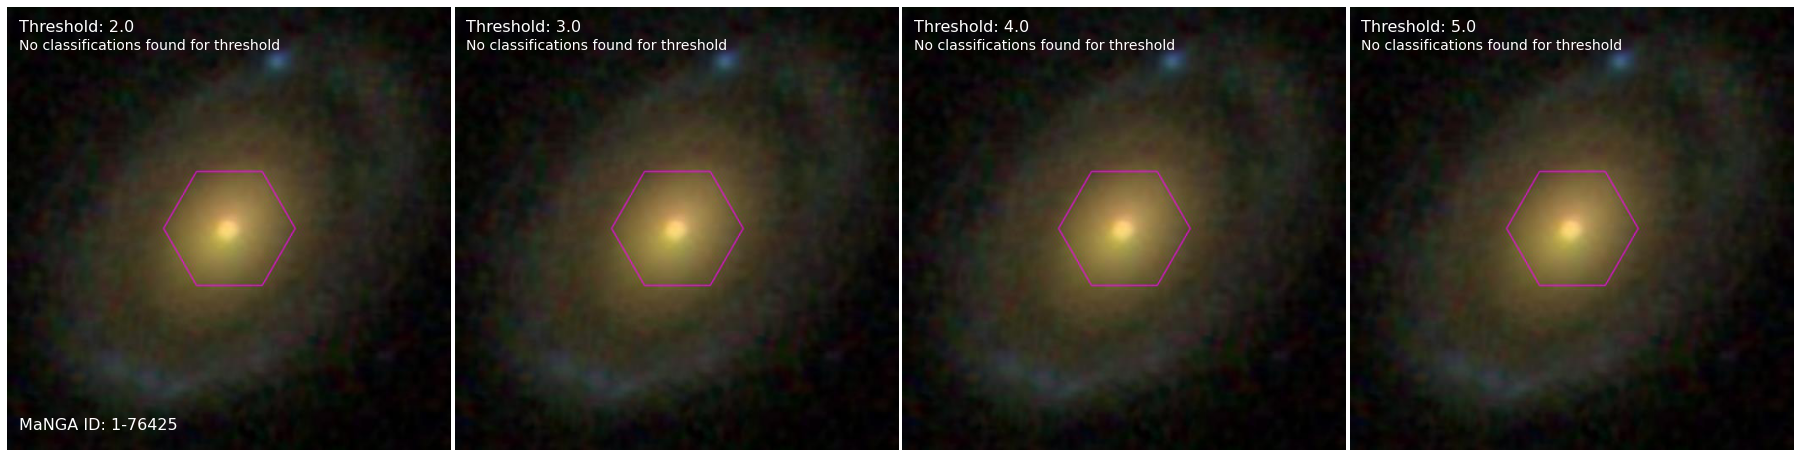 Threshold: 2.0
No classifications found for threshold
MaNGA ID: 1-76425
Threshold: 3.0
No classifications found for threshold
Threshold: 4.0
No classifications found for threshold
Threshold: 5.0
No classifications found for threshold